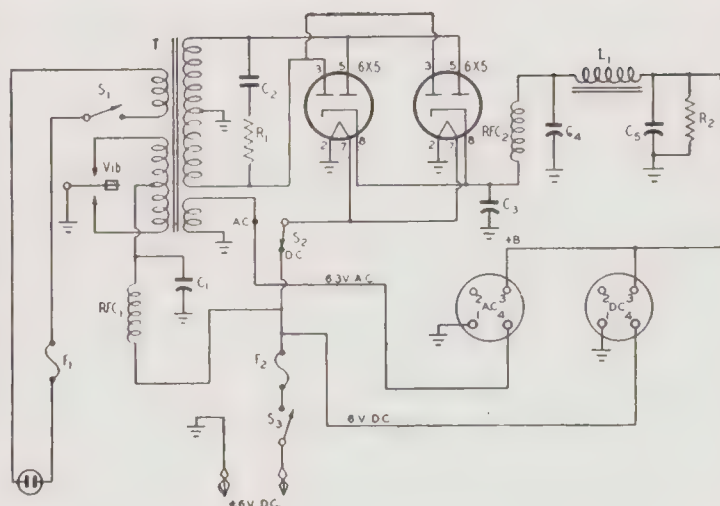 T
3 5 6X5
3 5 6X5
L₁
S₁
C₂
R₁
2 7 8
2 7 8
RFC₂
C₄
C₅
R₂
Vib
C₃
AC
S₂
DC
+B
C₁
6.3V AC
2 3
AC
1 4
2 3
DC
1 4
RFC₁
F₁
F₂
S₃
6V DC
+6V DC